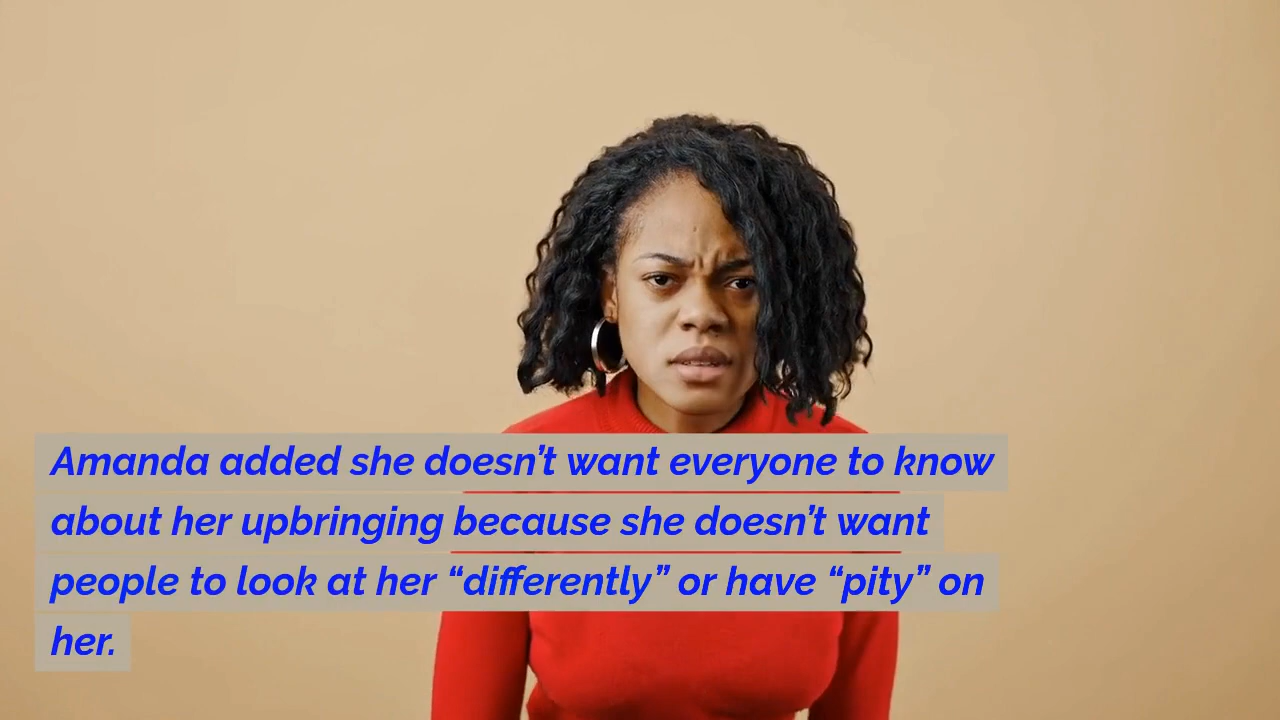 Amanda added she doesn’t want everyone to know
about her upbringing because she doesn’t want
people to look at her “differently” or have “pity” on
her.